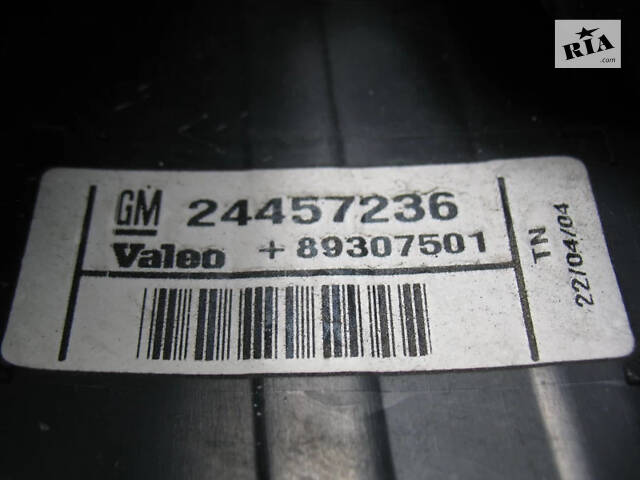 RIA
.com
GM 24457236
Valeo +89307501
TN
22/04/04